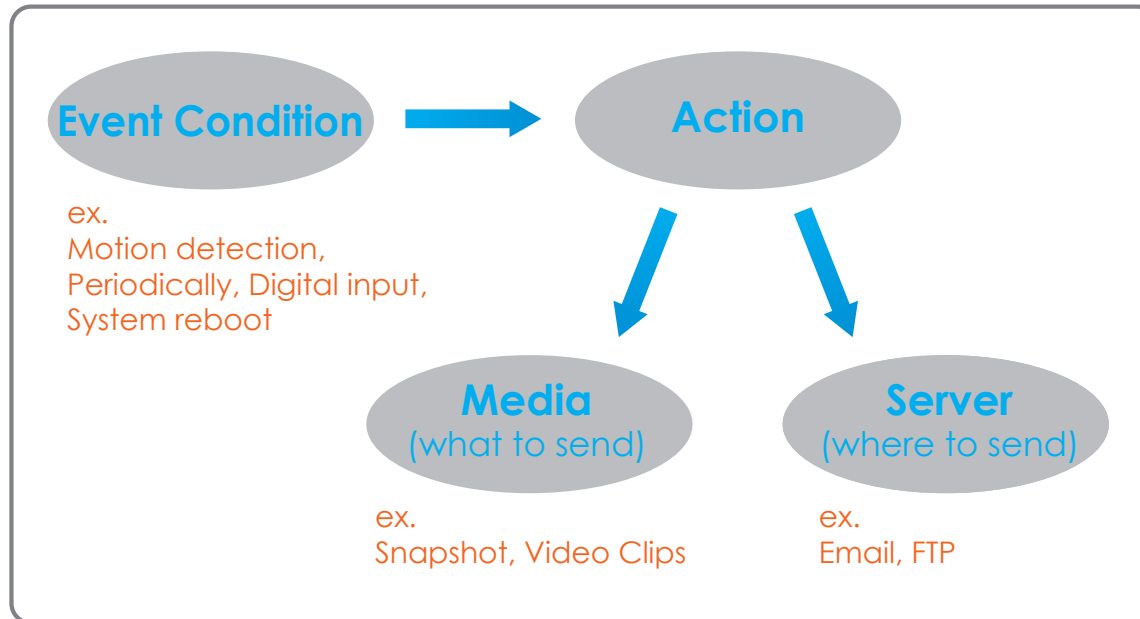 Event Condition
Action
ex.
Motion detection,
Periodically, Digital input,
System reboot
Media
(what to send)
Server
(where to send)
ex.
Snapshot, Video Clips
ex.
Email, FTP